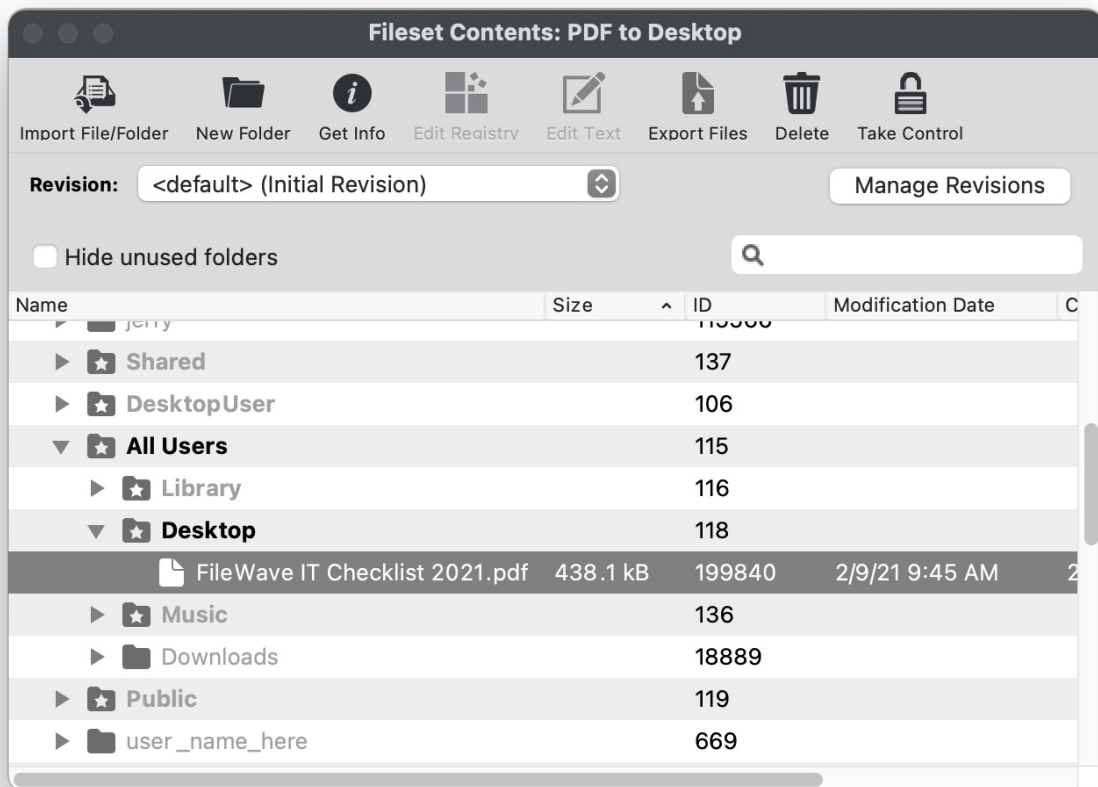 Fileset Contents: PDF to Desktop
Import File/Folder New Folder Get Info Edit Registry Edit Text Export Files Delete Take Control
Revision: <default> (Initial Revision) Manage Revisions
Hide unused folders
Name Size ID Modification Date C
jerry
Shared 137
DesktopUser 106
All Users 115
Library 116
Desktop 118
FileWave IT Checklist 2021.pdf 438.1 kB 199840 2/9/21 9:45 AM 2
Music 136
Downloads 18889
Public 119
user_name_here 669